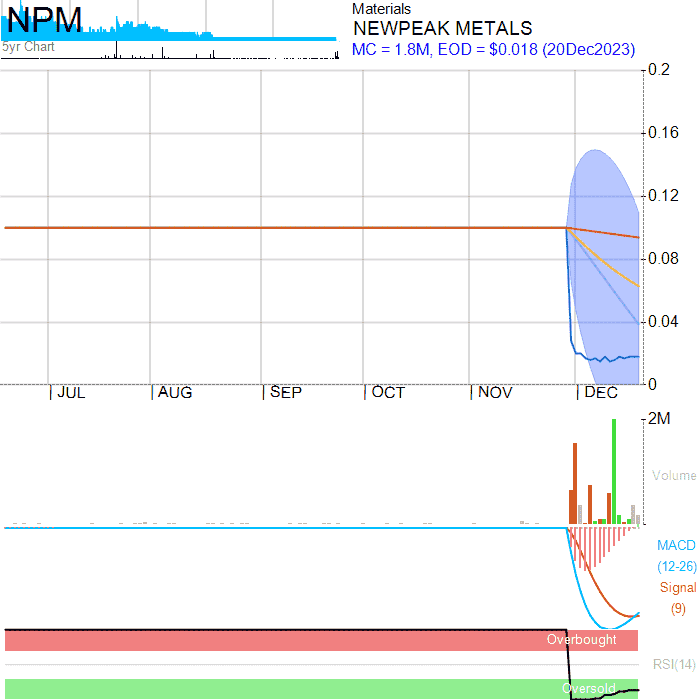 NPM
5yr Chart
Materials
NEWPEAK METALS
MC = 1.8M, EOD = $0.018 (20Dec2023)
0.2
0.16
0.12
0.08
0.04
0
JUL AUG SEP OCT NOV DEC
2M
Volume
MACD
(12-26)
Signal
(9)
Overbought
RSI(14)
Oversold